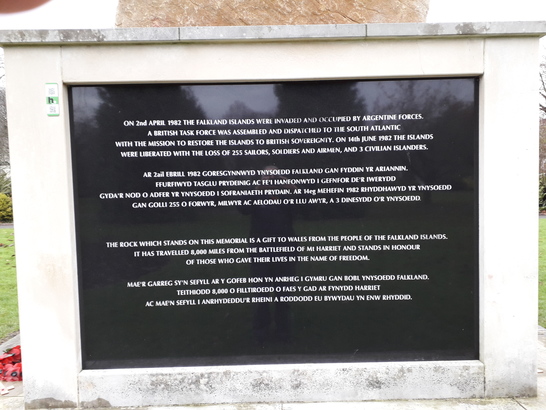 ON 2nd APRIL 1982 THE FALKLAND ISLANDS WERE INVADED AND OCCUPIED BY ARGENTINE FORCES.
A BRITISH TASK FORCE WAS ASSEMBLED AND DISPATCHED TO THE SOUTH ATLANTIC
WITH THE MISSION TO RESTORE THE ISLANDS TO BRITISH SOVEREIGNTY. ON 14th JUNE 1982 THE ISLANDS
WERE LIBERATED WITH THE LOSS OF 255 SAILORS, SOLDIERS AND AIRMEN, AND 3 CIVILIAN ISLANDERS.
AR 2ail EBRILL 1982 GORESGYNNWYD YNYSOEDD FALKLAND GAN FYDDIN YR ARIANNIN.
FFURFIWYD TASGLU PRYDEINIG AC FE'I HANFONWYD I GEFNFOR DE'R IWERYDD
GYDA'R NOD O ADFER YR YNYSOEDD I SOFRANIAETH PRYDAIN. AR 14eg MEHEFIN 1982 RHYDDHAWYD YR YNYSOEDD
GAN GOLLI 255 O FORWYR, MILWYR AC AELODAU O'R LLU AWYR, A 3 DINESYDD O'R YNYSOEDD.
THE ROCK WHICH STANDS ON THIS MEMORIAL IS A GIFT TO WALES FROM THE PEOPLE OF THE FALKLAND ISLANDS.
IT HAS TRAVELLED 8,000 MILES FROM THE BATTLEFIELD OF Mt HARRIET AND STANDS IN HONOUR
OF THOSE WHO GAVE THEIR LIVES IN THE NAME OF FREEDOM.
MAE'R GARREG SY'N SEFYLL AR Y GOFEB HON YN ANRHEG I GYMRU GAN BOBL YNYSOEDD FALKLAND.
TEITHIODD 8,000 O FILLTIROEDD O FAES Y GAD AR FYNYDD HARRIET
AC MAE'N SEFYLL I ANRHYDEDDU'R RHEINI A RODDODD EU BYWYDAU YN ENW RHYDDID.